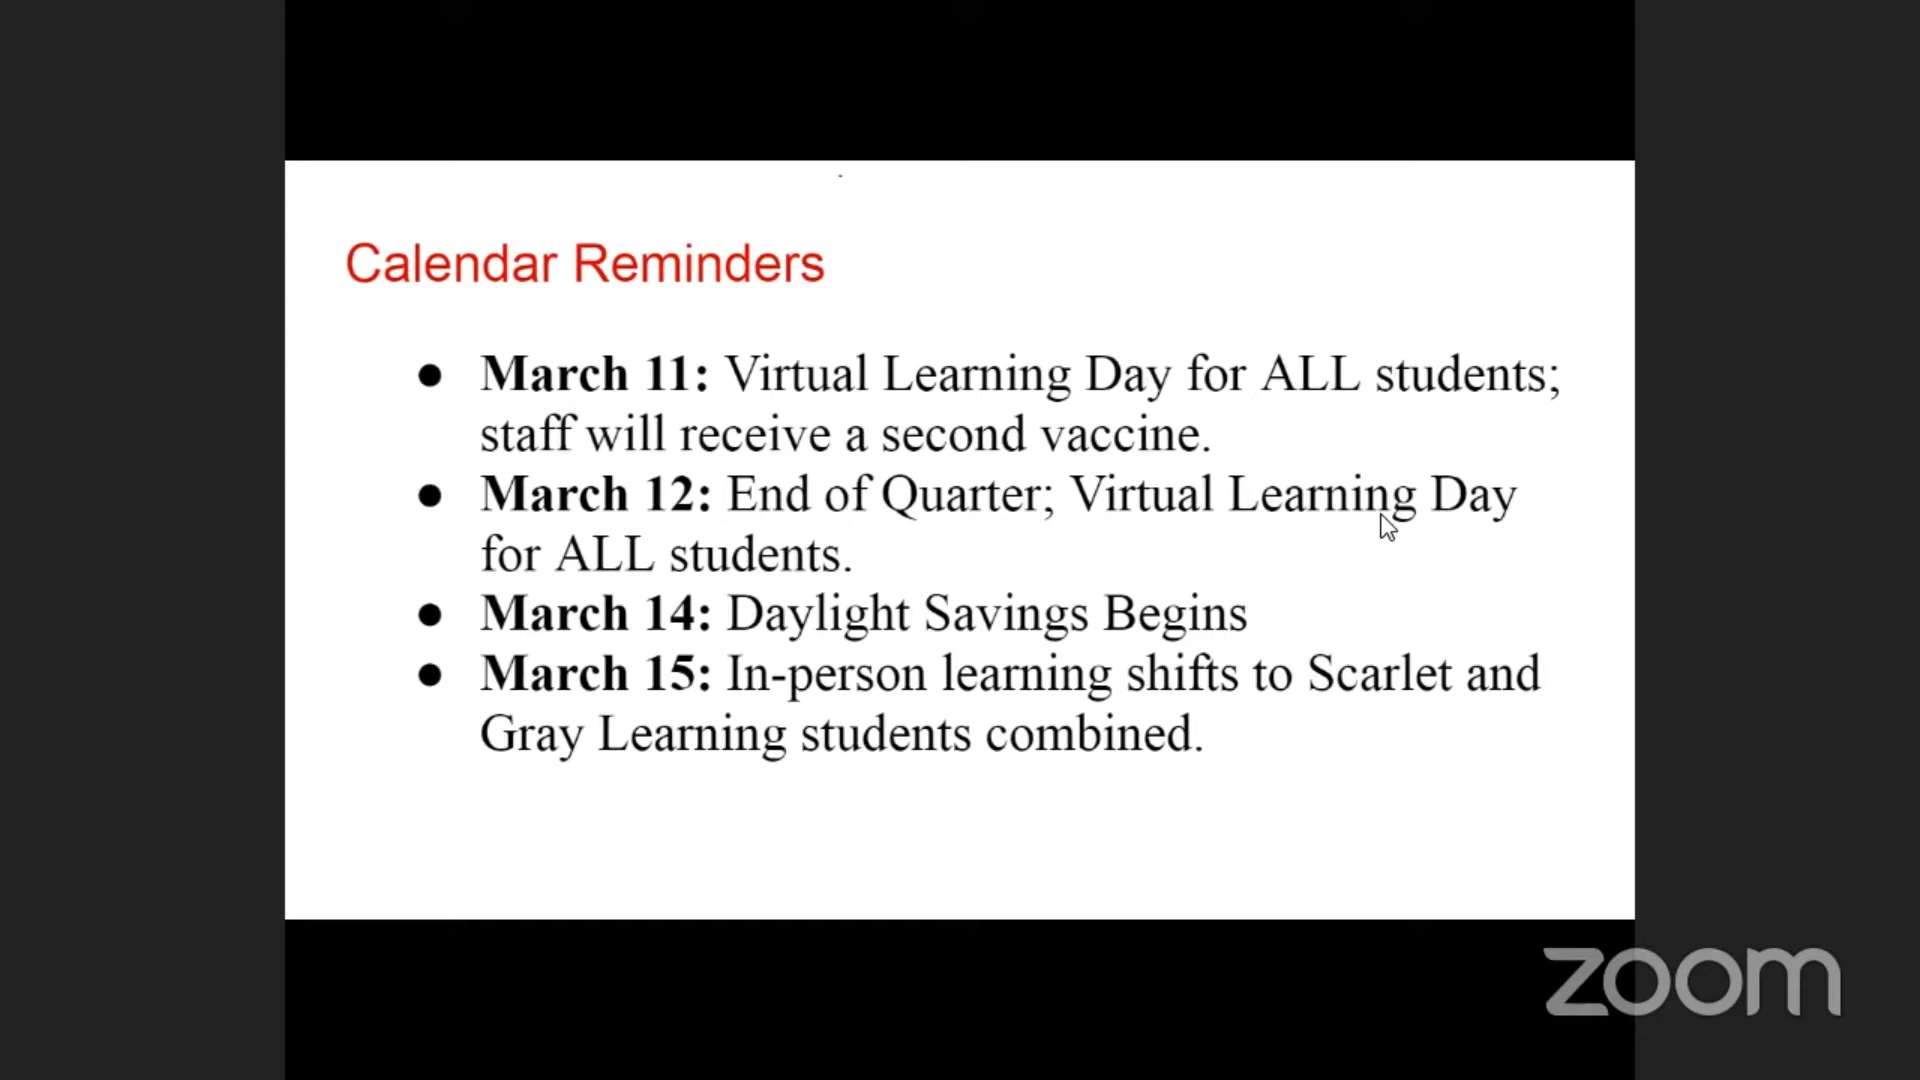 Calendar Reminders
● March 11: Virtual Learning Day for ALL students;
staff will receive a second vaccine.
● March 12: End of Quarter; Virtual Learning Day
for ALL students.
● March 14: Daylight Savings Begins
● March 15: In-person learning shifts to Scarlet and
Gray Learning students combined.
zoom